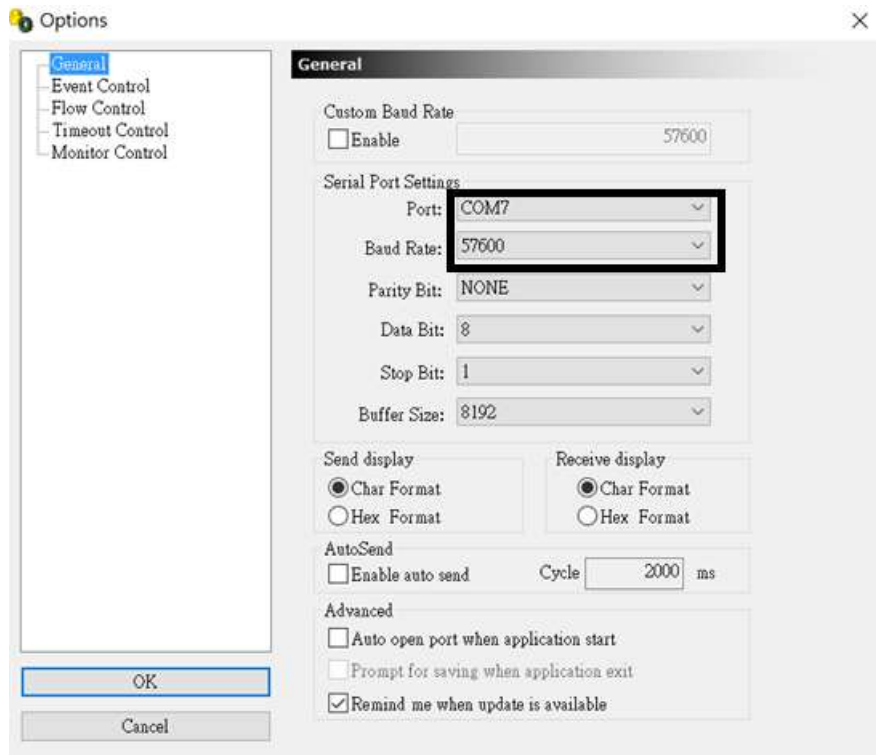 Options
General
Event Control
Flow Control
Timeout Control
Monitor Control
OK
Cancel
General
Custom Baud Rate
Enable 57600
Serial Port Settings
Port: COM7
Baud Rate: 57600
Parity Bit: NONE
Data Bit: 8
Stop Bit: 1
Buffer Size: 8192
Send display
Char Format
Hex Format
Receive display
Char Format
Hex Format
AutoSend
Enable auto send Cycle 2000 ms
Advanced
Auto open port when application start
Prompt for saving when application exit
Remind me when update is available